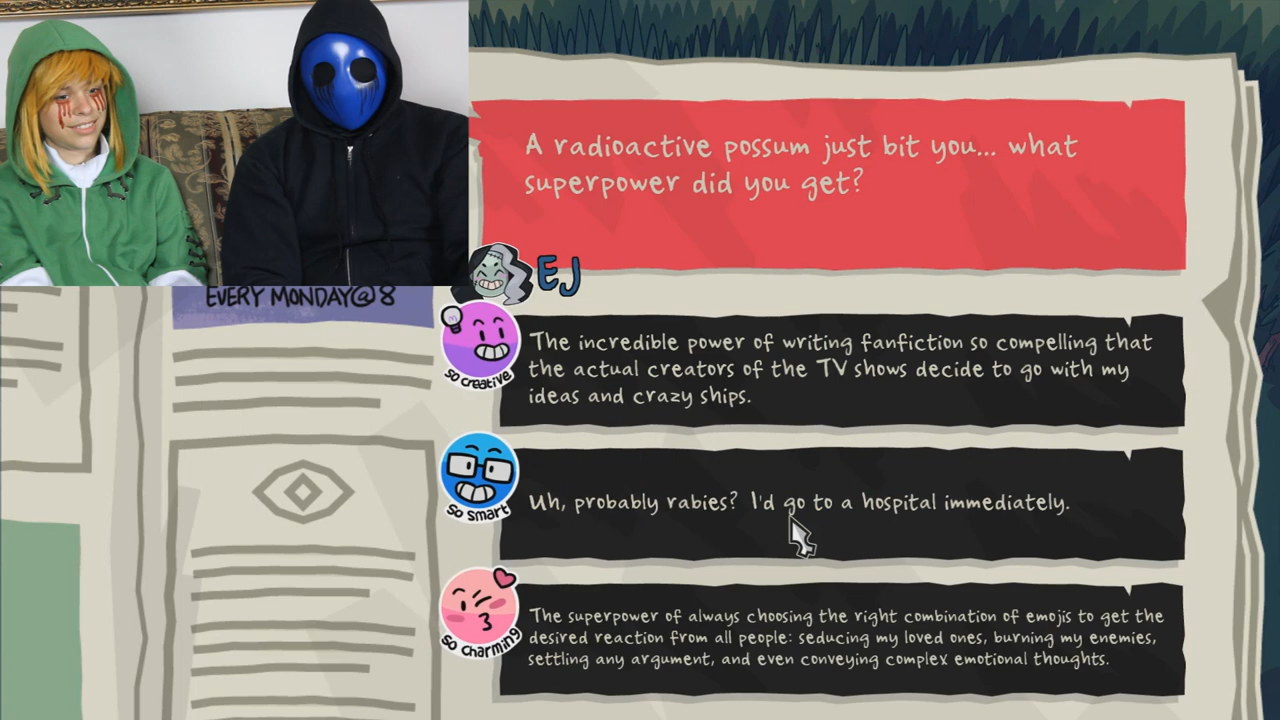 A radioactive possum just bit you... what
superpower did you get?
EJ
EVERY MONDAY@8
The incredible power of writing fanfiction so compelling that
the actual creators of the TV shows decide to go with my
ideas and crazy ships.
so creative
Uh, probably rabies? I'd go to a hospital immediately.
so smart
The superpower of always choosing the right combination of emojis to get the
desired reaction from all people: seducing my loved ones, burning my enemies,
settling any argument, and even conveying complex emotional thoughts.
so charming